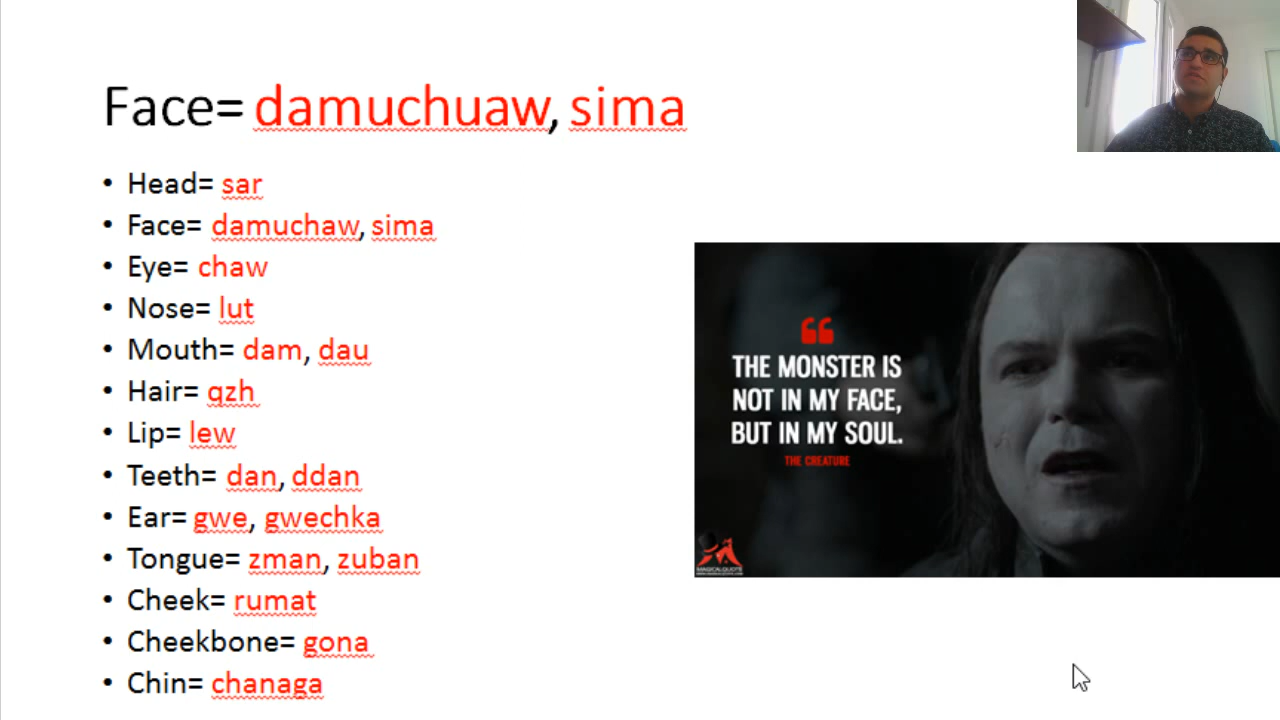 Face= damuchuaw, sima
• Head= sar
• Face= damuchaw, sima
• Eye= chaw
• Nose= lut
• Mouth= dam, dau
• Hair= qzh
• Lip= lew
• Teeth= dan, ddan
• Ear= gwe, gwechka
• Tongue= zman, zuban
• Cheek= rumat
• Cheekbone= gona
• Chin= chanaga
“
THE MONSTER IS
NOT IN MY FACE,
BUT IN MY SOUL.
THE CREATURE
MAGICALQUOTE